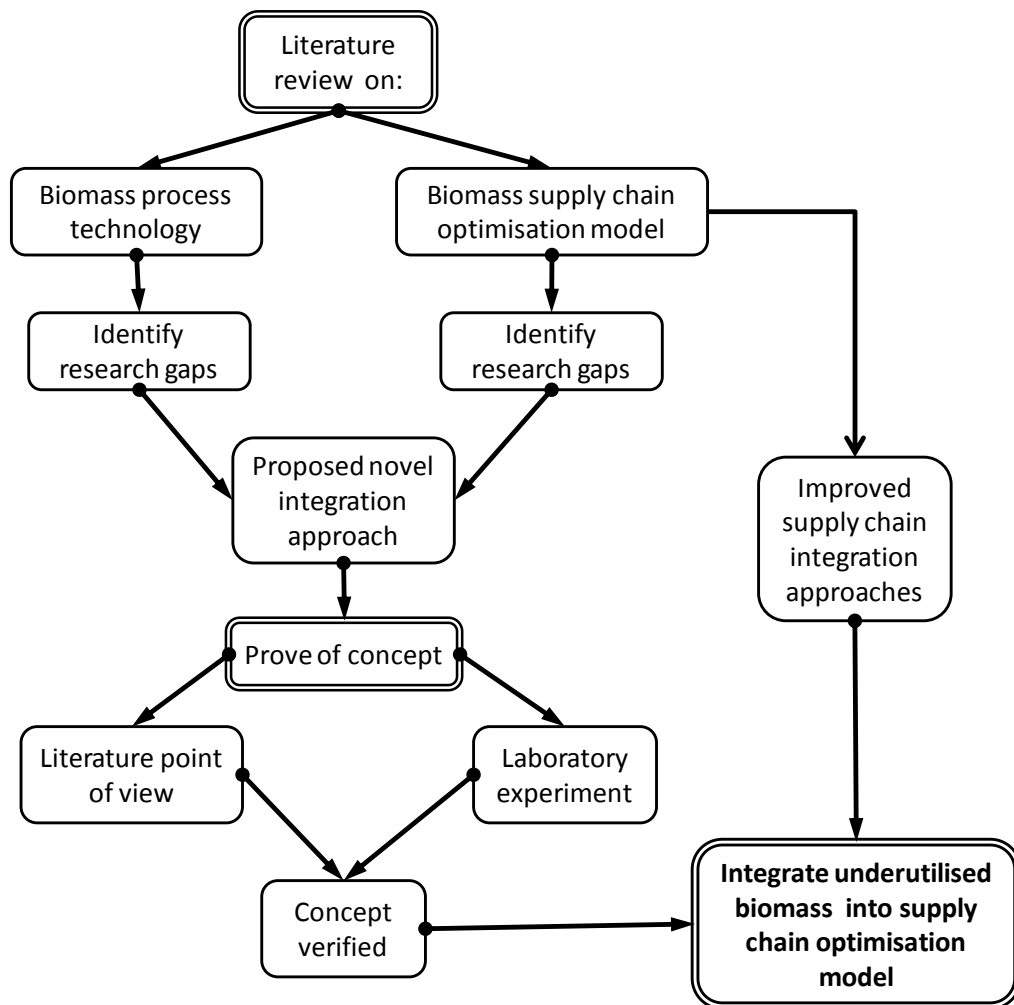 Literature
review on:
Biomass process
technology
Biomass supply chain
optimisation model
Identify
research gaps
Identify
research gaps
Proposed novel
integration
approach
Improved
supply chain
integration
approaches
Prove of concept
Literature point
of view
Laboratory
experiment
Concept
verified
Integrate underutilised
biomass into supply
chain optimisation
model